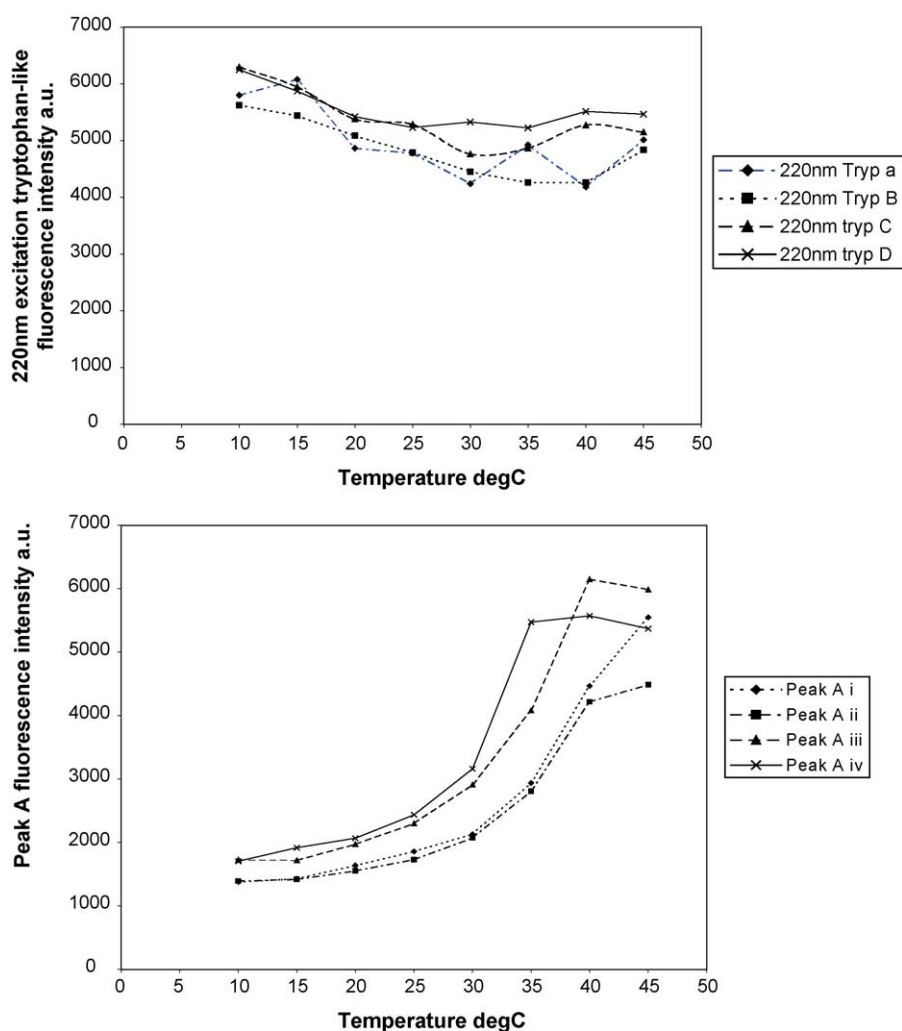 220nm excitation tryptophan-like
fluorescence intensity a.u.
7000
6000
5000
4000
3000
2000
1000
0
0 5 10 15 20 25 30 35 40 45 50
Temperature degC
220nm Tryp a
220nm Tryp B
220nm tryp C
220nm tryp D
Peak A fluorescence intensity a.u.
7000
6000
5000
4000
3000
2000
1000
0
0 5 10 15 20 25 30 35 40 45 50
Temperature degC
Peak A i
Peak A ii
Peak A iii
Peak A iv